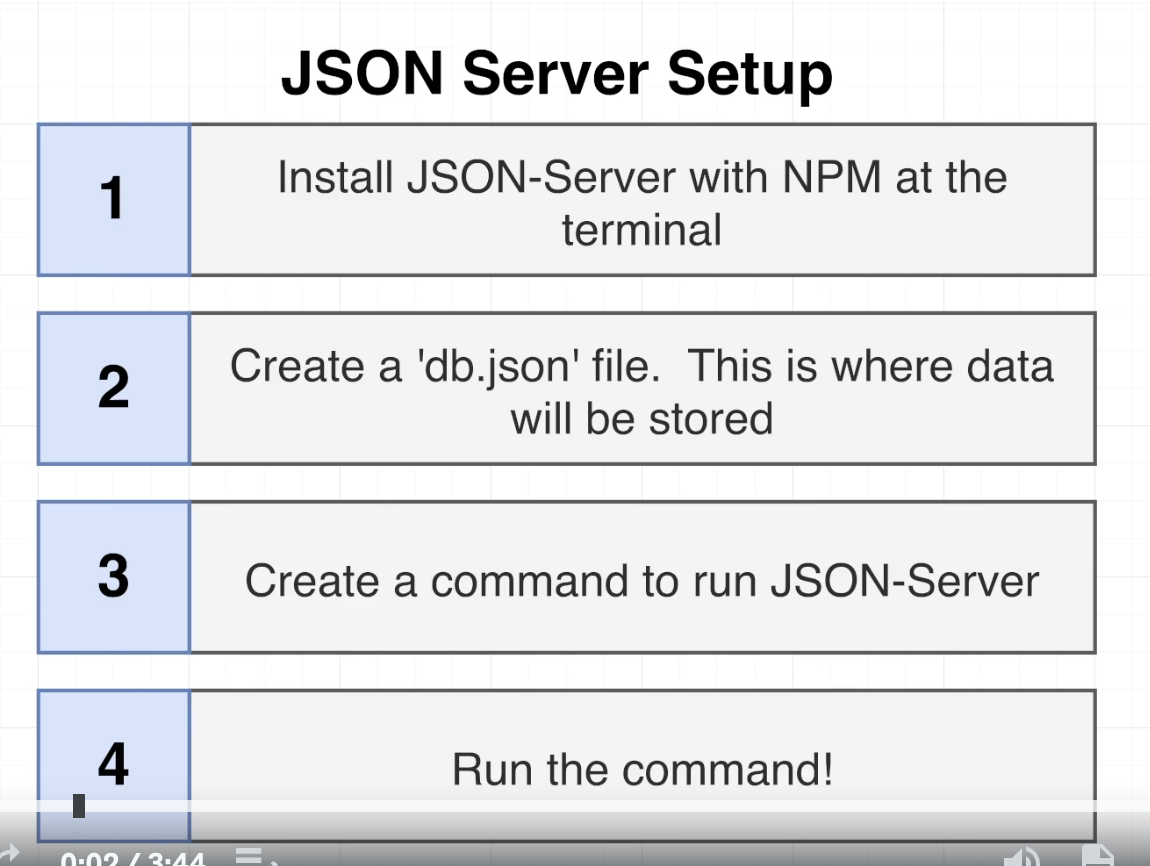 JSON Server Setup
1
Install JSON-Server with NPM at the
terminal
2
Create a 'db.json' file.  This is where data
will be stored
3
Create a command to run JSON-Server
4
Run the command!
0:02 / 3:44